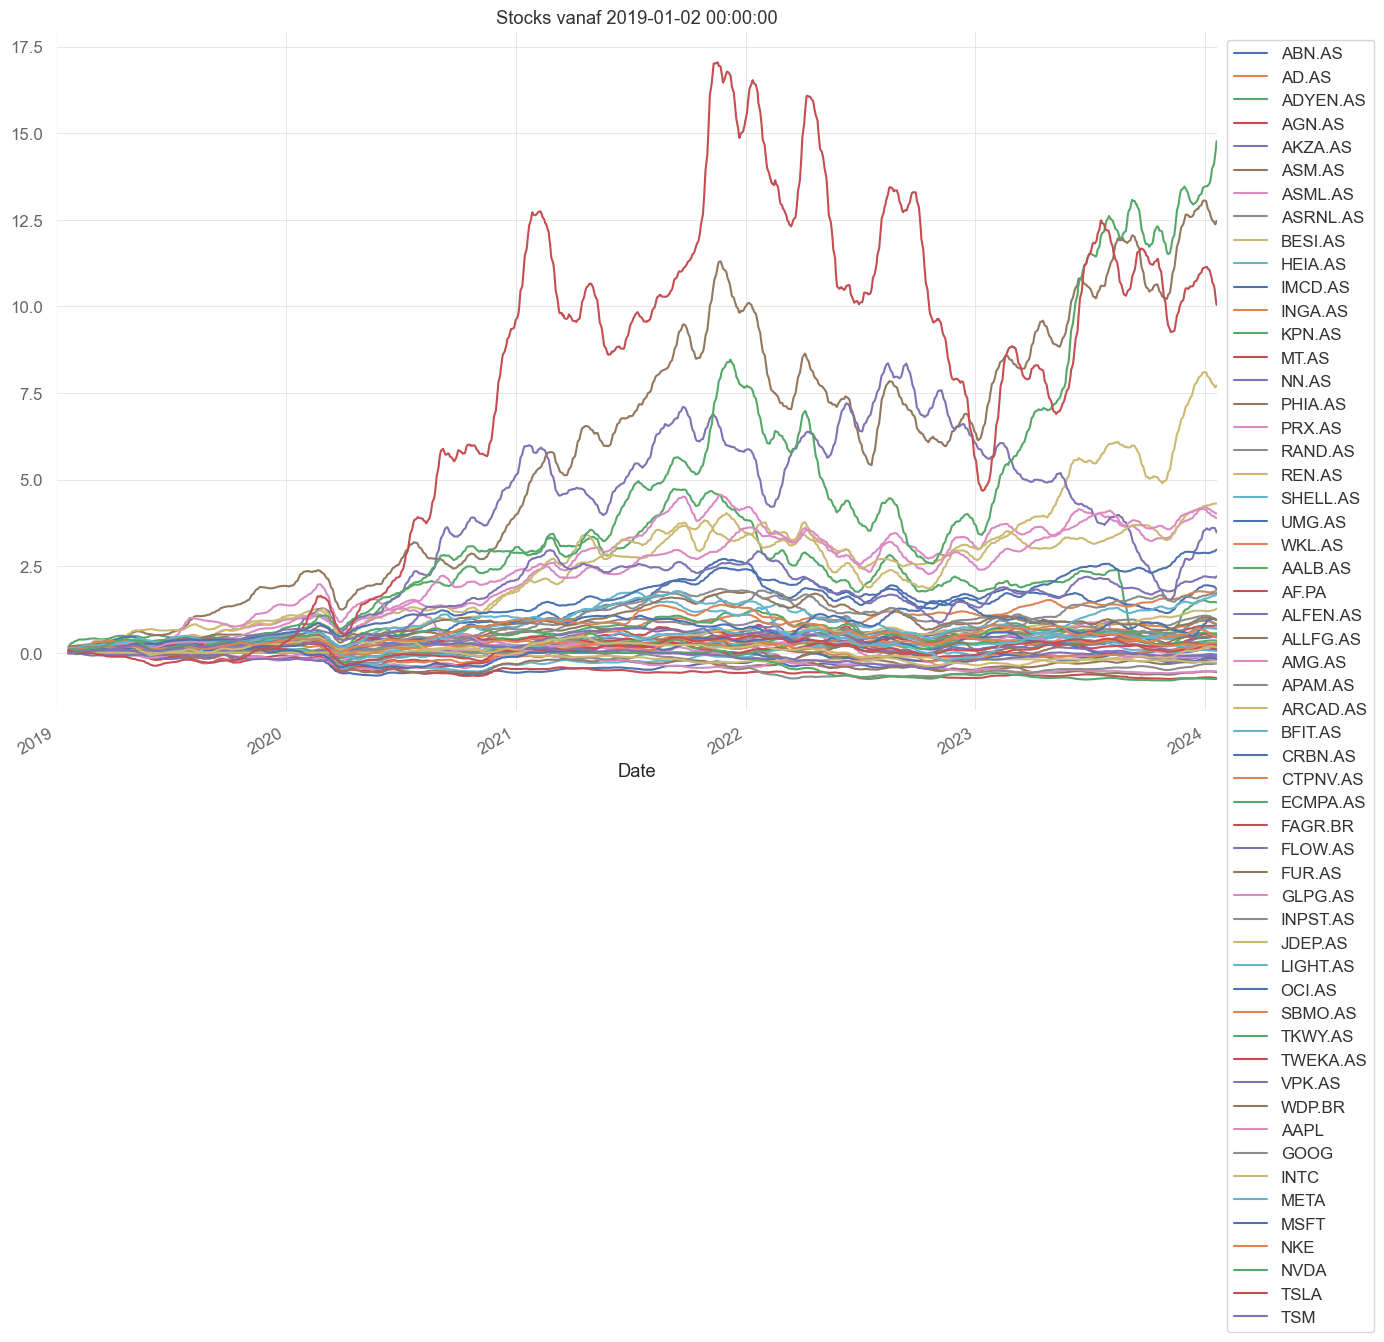 Stocks vanaf 2019-01-02 00:00:00
17.5
15.0
12.5
10.0
7.5
5.0
2.5
0.0
2019
2020
2021
2022
2023
2024
Date
ABN.AS
AD.AS
ADYEN.AS
AGN.AS
AKZA.AS
ASM.AS
ASML.AS
ASRNL.AS
BESI.AS
HEIA.AS
IMCD.AS
INGA.AS
KPN.AS
MT.AS
NN.AS
PHIA.AS
PRX.AS
RAND.AS
REN.AS
SHELL.AS
UMG.AS
WKL.AS
AALB.AS
AF.PA
ALFEN.AS
ALLFG.AS
AMG.AS
APAM.AS
ARCAD.AS
BFIT.AS
CRBN.AS
CTPNV.AS
ECMPA.AS
FAGR.BR
FLOW.AS
FUR.AS
GLPG.AS
INPST.AS
JDEP.AS
LIGHT.AS
OCI.AS
SBMO.AS
TKWY.AS
TWEKA.AS
VPK.AS
WDP.BR
AAPL
GOOG
INTC
META
MSFT
NKE
NVDA
TSLA
TSM